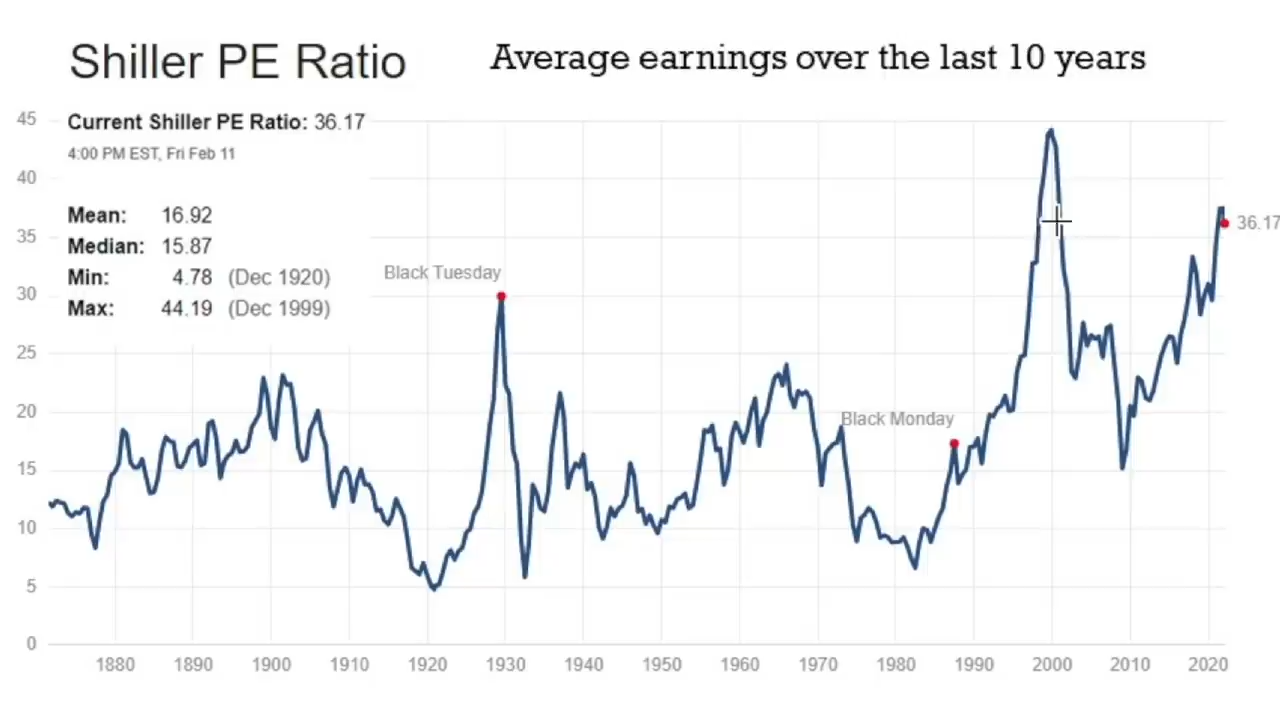 Shiller PE Ratio
Average earnings over the last 10 years
Current Shiller PE Ratio: 36.17
4:00 PM EST, Fri Feb 11
Mean: 16.92
Median: 15.87
Min: 4.78 (Dec 1920)
Max: 44.19 (Dec 1999)
45
40
35
30
25
20
15
10
5
0
Black Tuesday
Black Monday
36.17
1880 1890 1900 1910 1920 1930 1940 1950 1960 1970 1980 1990 2000 2010 2020